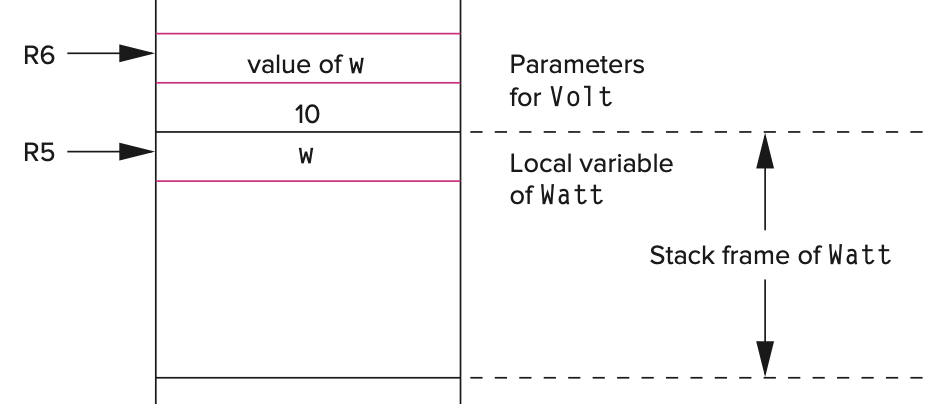 R6
value of W
Parameters
for Volt
10
R5
W
Local variable
of Watt
Stack frame of Watt